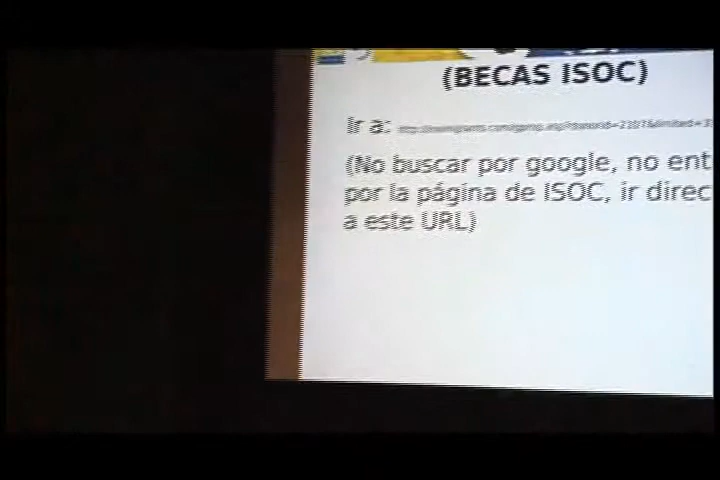 (BECAS ISOC)
Ir a:
(No buscar por google, no ent
por la página de ISOC, ir direc
a este URL)